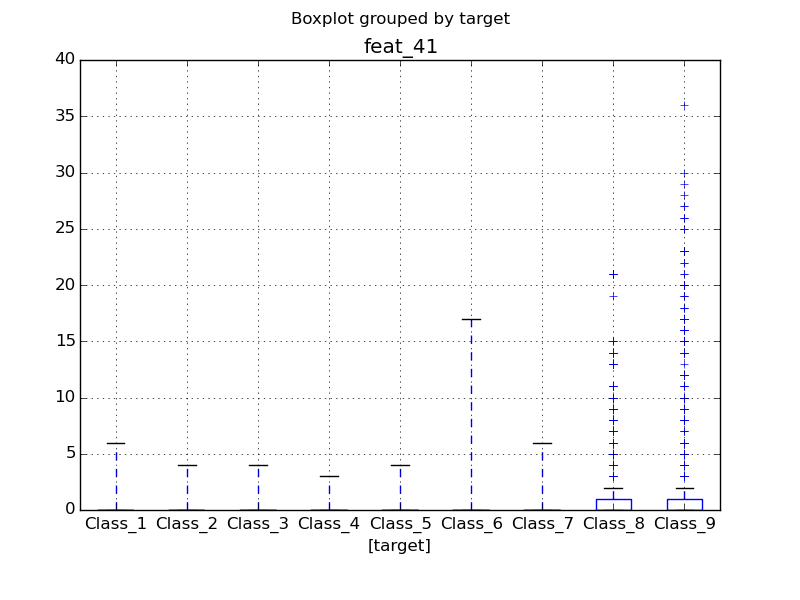 Boxplot grouped by target
feat_41
40
35
30
25
20
15
10
5
0
Class_1 Class_2 Class_3 Class_4 Class_5 Class_6 Class_7 Class_8 Class_9
[target]